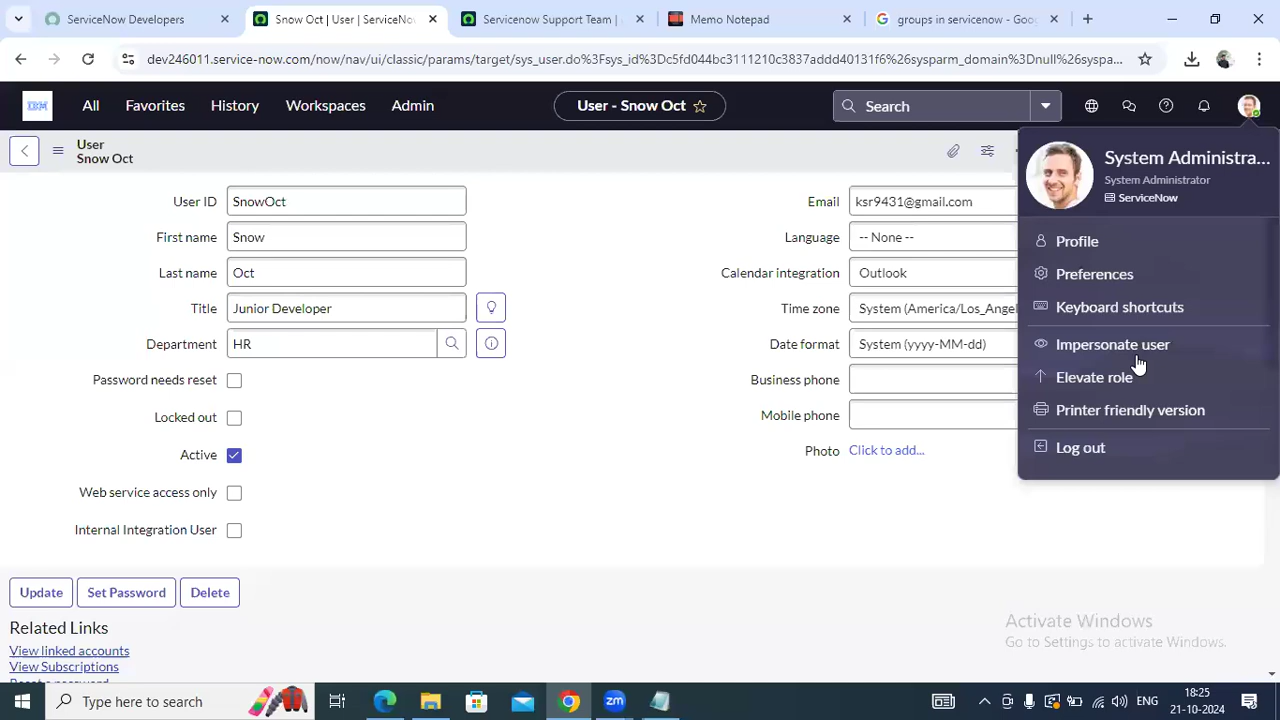 ServiceNow Developers
Snow Oct | User | ServiceNo
Servicenow Support Team |
Memo Notepad
groups in servicenow - Goo
dev246011.service-now.com/now/nav/ui/classic/params/target/sys_user.do%3Fsys_id%3Dc5fd044bc3111210c3837addd40131f6%26sysparm_domain%3Dnull%26syspa...
IBM
All
Favorites
History
Workspaces
Admin
User - Snow Oct
Search
User
Snow Oct
System Administra...
System Administrator
ServiceNow
Profile
Preferences
Keyboard shortcuts
Impersonate user
Elevate role
Printer friendly version
Log out
User ID SnowOct
First name Snow
Last name Oct
Title Junior Developer
Department HR
Password needs reset
Locked out
Active
Web service access only
Internal Integration User
Email ksr9431@gmail.com
Language -- None --
Calendar integration Outlook
Time zone System (America/Los_Angel
Date format System (yyyy-MM-dd)
Business phone
Mobile phone
Photo Click to add...
Update
Set Password
Delete
Related Links
View linked accounts
View Subscriptions
Activate Windows
Go to Settings to activate Windows.
Type here to search
zm
ENG
18:25
21-10-2024